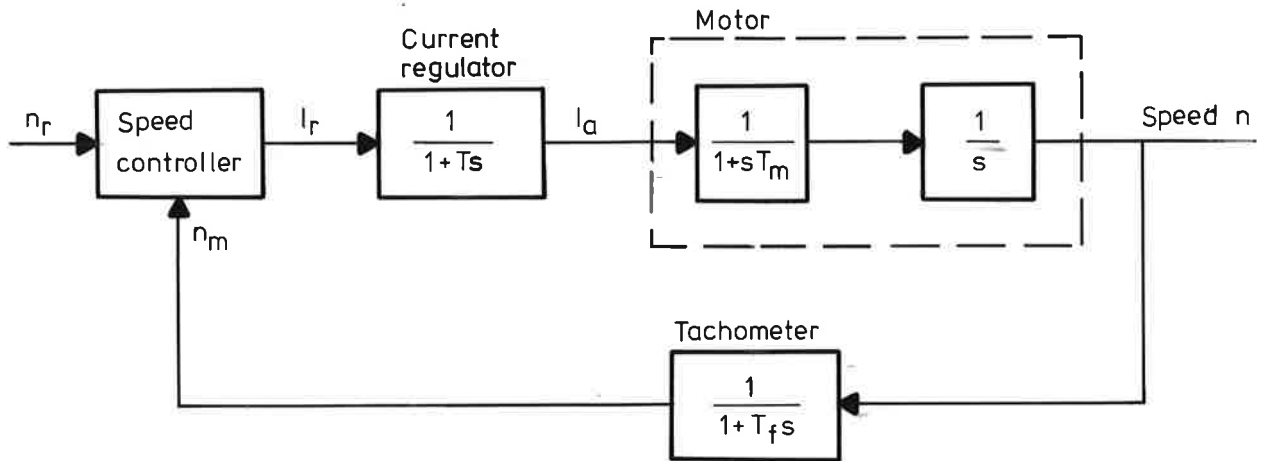 Motor
Current
regulator
n_r
Speed
controller
I_r
1
1 + Ts
I_a
1
1+sT_m
1
s
Speed n
n_m
Tachometer
1
1 + T_f s